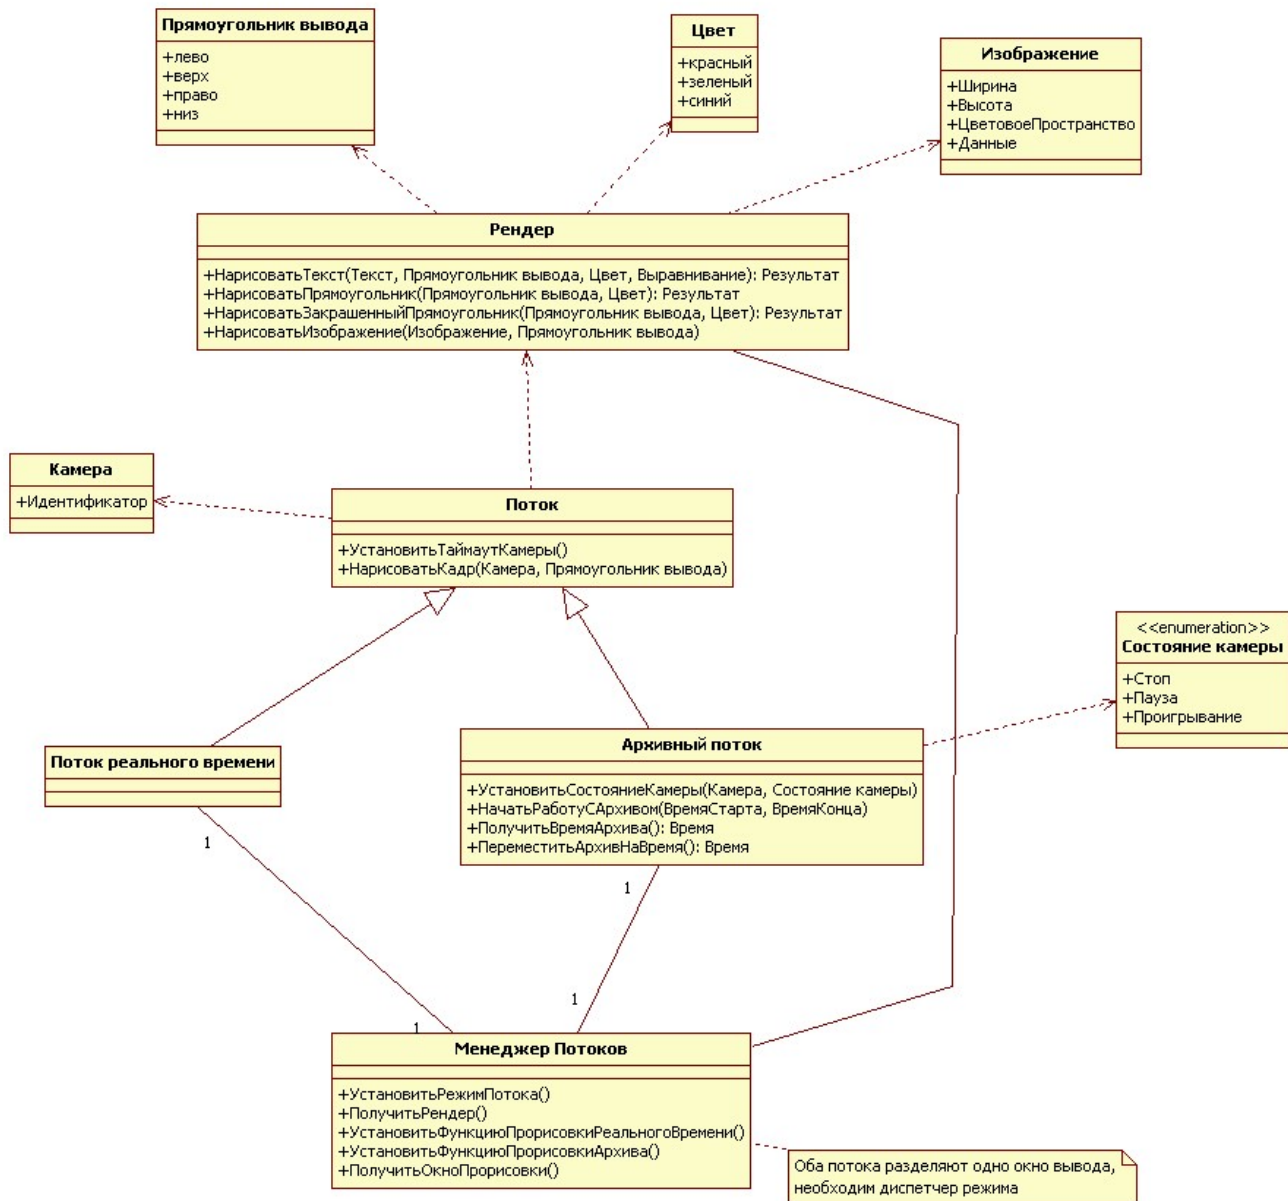 Прямоугольник вывода
+лево
+верх
+право
+низ
Цвет
+красный
+зеленый
+синий
Изображение
+Ширина
+Высота
+ЦветовоеПространство
+Данные
Рендер
+НарисоватьТекст(Текст, Прямоугольник вывода, Цвет, Выравнивание): Результат
+НарисоватьПрямоугольник(Прямоугольник вывода, Цвет): Результат
+НарисоватьЗакрашенныйПрямоугольник(Прямоугольник вывода, Цвет): Результат
+НарисоватьИзображение(Изображение, Прямоугольник вывода)
Камера
+Идентификатор
Поток
+УстановитьТаймаутКамеры()
+НарисоватьКадр(Камера, Прямоугольник вывода)
<<enumeration>>
Состояние камеры
+Стоп
+Пауза
+Проигрывание
Поток реального времени
Архивный поток
+УстановитьСостояниеКамеры(Камера, Состояние камеры)
+НачатьРаботуСАрхивом(ВремяСтарта, ВремяКонца)
+ПолучитьВремяАрхива(): Время
+ПереместитьАрхивНаВремя(): Время
1
1
1
1
Менеджер Потоков
+УстановитьРежимПотока()
+ПолучитьРендер()
+УстановитьФункциюПрорисовкиРеальногоВремени()
+УстановитьФункциюПрорисовкиАрхива()
+ПолучитьОкноПрорисовки()
Оба потока разделяют одно окно вывода,
необходим диспетчер режима